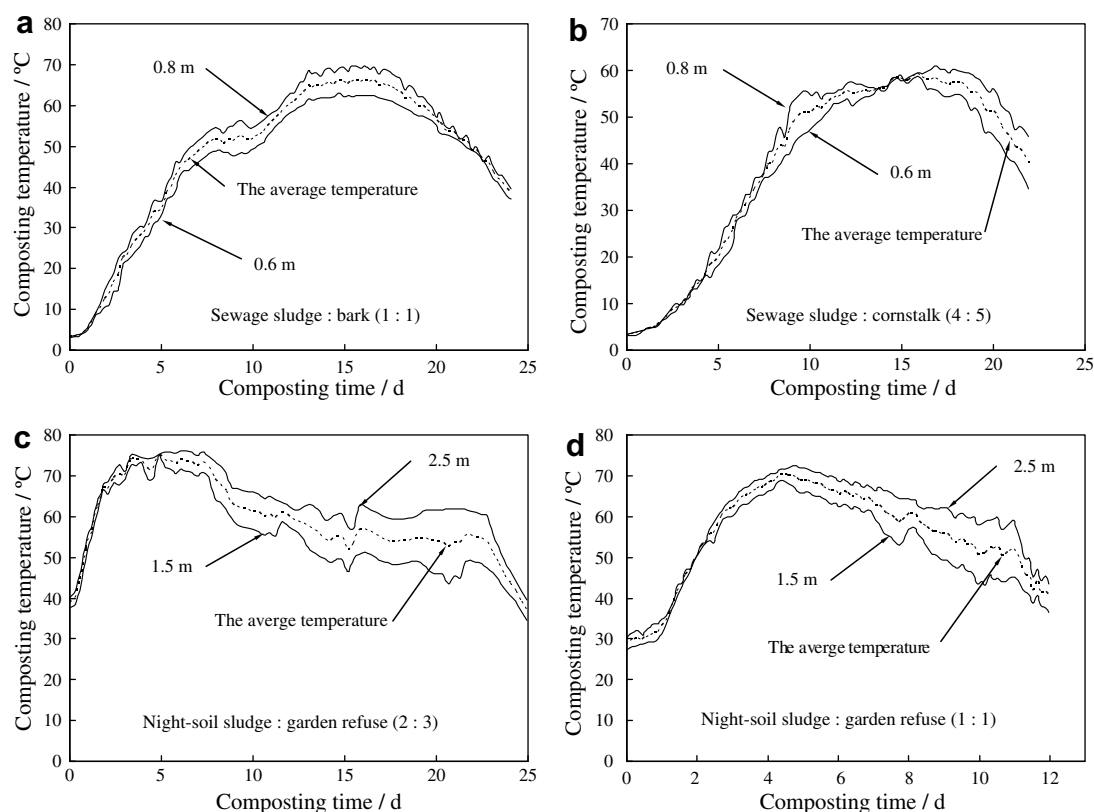 a
80
70
60
50
40
30
20
10
0
Composting temperature / ºC
0.8 m
The average temperature
0.6 m
Sewage sludge : bark (1 : 1)
0 5 10 15 20 25
Composting time / d
b
70
60
50
40
30
20
10
0
Composting temperature / ºC
0.8 m
0.6 m
The average temperature
Sewage sludge : cornstalk (4 : 5)
0 5 10 15 20 25
Composting time / d
c
80
70
60
50
40
30
20
10
0
Composting temperature / ºC
2.5 m
1.5 m
The averge temperature
Night-soil sludge : garden refuse (2 : 3)
0 5 10 15 20 25
Composting time / d
d
80
70
60
50
40
30
20
10
0
Composting temperature / ºC
2.5 m
1.5 m
The averge temperature
Night-soil sludge : garden refuse (1 : 1)
0 2 4 6 8 10 12
Composting time / d